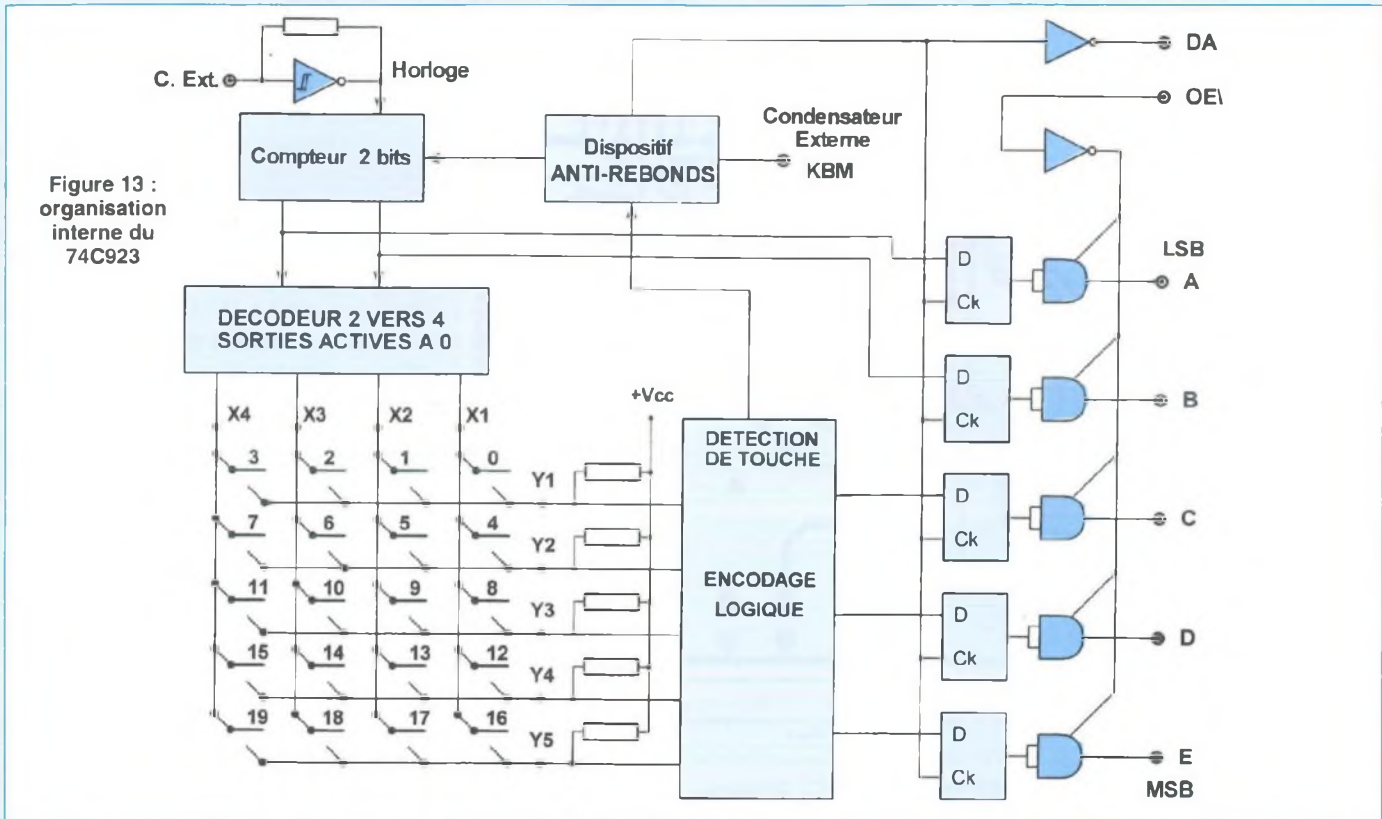 C. Ext.
Horloge
DA
OE\
Compteur 2 bits
Dispositif
ANTI-REBONDS
Condensateur
Externe
KBM
Figure 13 :
organisation
interne du
74C923
DECODEUR 2 VERS 4
SORTIES ACTIVES A 0
X4 X3 X2 X1
+Vcc
3 2 1 0 Y1
7 6 5 4 Y2
11 10 9 8 Y3
15 14 13 12 Y4
19 18 17 16 Y5
DETECTION
DE TOUCHE
ENCODAGE
LOGIQUE
D
Ck
LSB
A
D
Ck
B
D
Ck
C
D
Ck
D
D
Ck
E
MSB